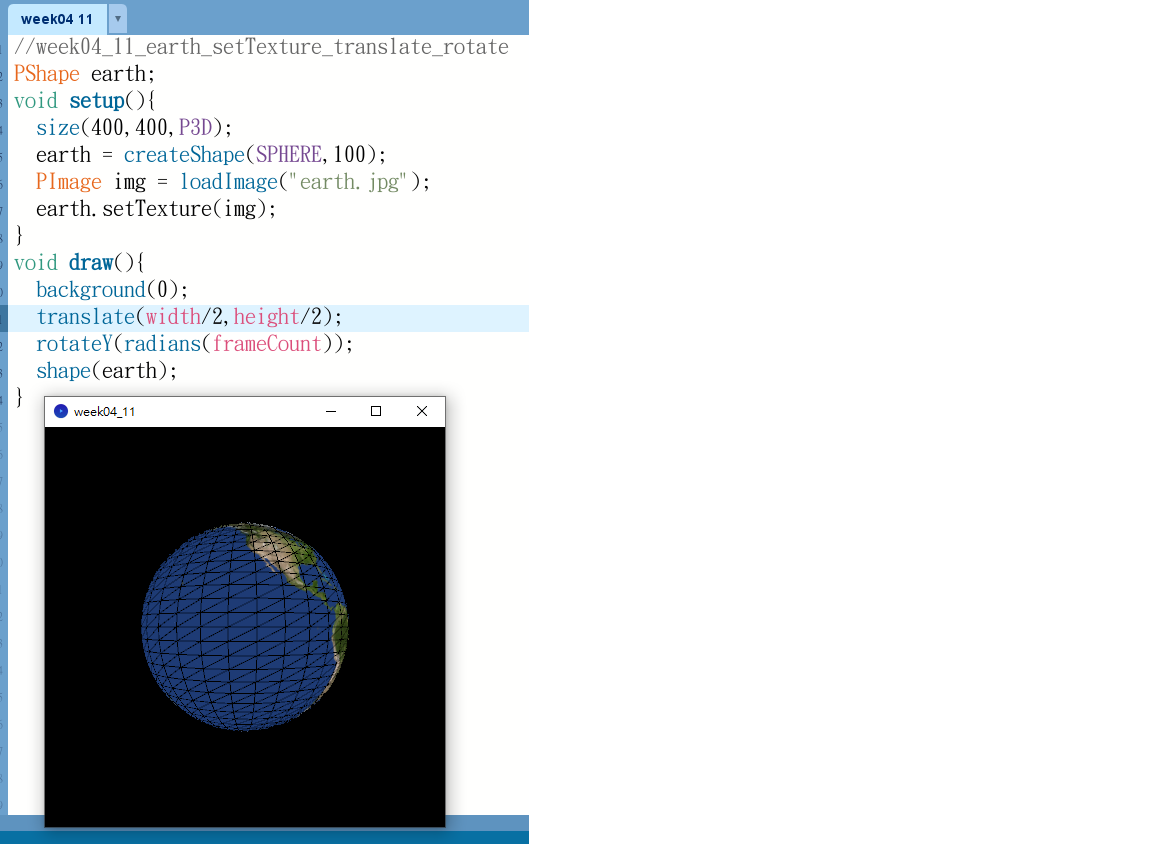 week04 11
//week04_11_earth_setTexture_translate_rotate
PShape earth;
void setup(){
  size(400,400,P3D);
  earth = createShape(SPHERE,100);
  PImage img = loadImage("earth.jpg");
  earth.setTexture(img);
}
void draw(){
  background(0);
  translate(width/2,height/2);
  rotateY(radians(frameCount));
  shape(earth);
}
week04_11